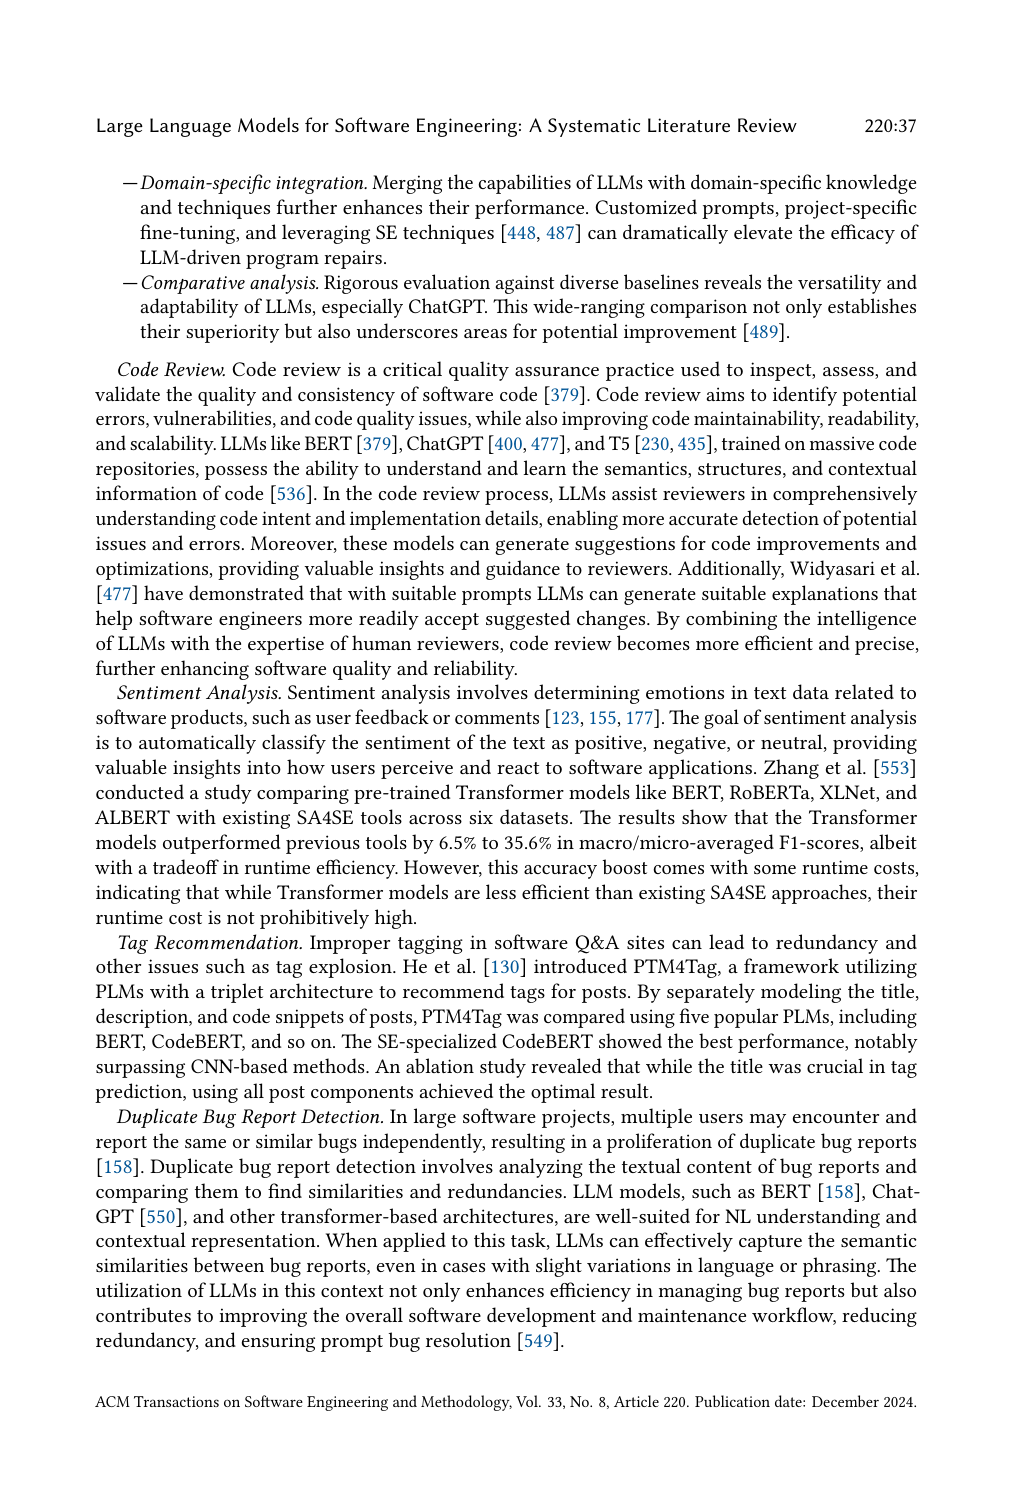 Large Language Models for Software Engineering: A Systematic Literature Review 220:37
—Domain-specific integration. Merging the capabilities of LLMs with domain-specific knowledge
and techniques further enhances their performance. Customized prompts, project-specific
fine-tuning, and leveraging SE techniques [448, 487] can dramatically elevate the efficacy of
LLM-driven program repairs.
—Comparative analysis. Rigorous evaluation against diverse baselines reveals the versatility and
adaptability of LLMs, especially ChatGPT. This wide-ranging comparison not only establishes
their superiority but also underscores areas for potential improvement [489].
Code Review. Code review is a critical quality assurance practice used to inspect, assess, and
validate the quality and consistency of software code [379]. Code review aims to identify potential
errors, vulnerabilities, and code quality issues, while also improving code maintainability, readability,
and scalability. LLMs like BERT [379], ChatGPT [400, 477], and T5 [230, 435], trained on massive code
repositories, possess the ability to understand and learn the semantics, structures, and contextual
information of code [536]. In the code review process, LLMs assist reviewers in comprehensively
understanding code intent and implementation details, enabling more accurate detection of potential
issues and errors. Moreover, these models can generate suggestions for code improvements and
optimizations, providing valuable insights and guidance to reviewers. Additionally, Widyasari et al.
[477] have demonstrated that with suitable prompts LLMs can generate suitable explanations that
help software engineers more readily accept suggested changes. By combining the intelligence
of LLMs with the expertise of human reviewers, code review becomes more efficient and precise,
further enhancing software quality and reliability.
Sentiment Analysis. Sentiment analysis involves determining emotions in text data related to
software products, such as user feedback or comments [123, 155, 177]. The goal of sentiment analysis
is to automatically classify the sentiment of the text as positive, negative, or neutral, providing
valuable insights into how users perceive and react to software applications. Zhang et al. [553]
conducted a study comparing pre-trained Transformer models like BERT, RoBERTa, XLNet, and
ALBERT with existing SA4SE tools across six datasets. The results show that the Transformer
models outperformed previous tools by 6.5% to 35.6% in macro/micro-averaged F1-scores, albeit
with a tradeoff in runtime efficiency. However, this accuracy boost comes with some runtime costs,
indicating that while Transformer models are less efficient than existing SA4SE approaches, their
runtime cost is not prohibitively high.
Tag Recommendation. Improper tagging in software Q&A sites can lead to redundancy and
other issues such as tag explosion. He et al. [130] introduced PTM4Tag, a framework utilizing
PLMs with a triplet architecture to recommend tags for posts. By separately modeling the title,
description, and code snippets of posts, PTM4Tag was compared using five popular PLMs, including
BERT, CodeBERT, and so on. The SE-specialized CodeBERT showed the best performance, notably
surpassing CNN-based methods. An ablation study revealed that while the title was crucial in tag
prediction, using all post components achieved the optimal result.
Duplicate Bug Report Detection. In large software projects, multiple users may encounter and
report the same or similar bugs independently, resulting in a proliferation of duplicate bug reports
[158]. Duplicate bug report detection involves analyzing the textual content of bug reports and
comparing them to find similarities and redundancies. LLM models, such as BERT [158], Chat-
GPT [550], and other transformer-based architectures, are well-suited for NL understanding and
contextual representation. When applied to this task, LLMs can effectively capture the semantic
similarities between bug reports, even in cases with slight variations in language or phrasing. The
utilization of LLMs in this context not only enhances efficiency in managing bug reports but also
contributes to improving the overall software development and maintenance workflow, reducing
redundancy, and ensuring prompt bug resolution [549].
ACM Transactions on Software Engineering and Methodology, Vol. 33, No. 8, Article 220. Publication date: December 2024.